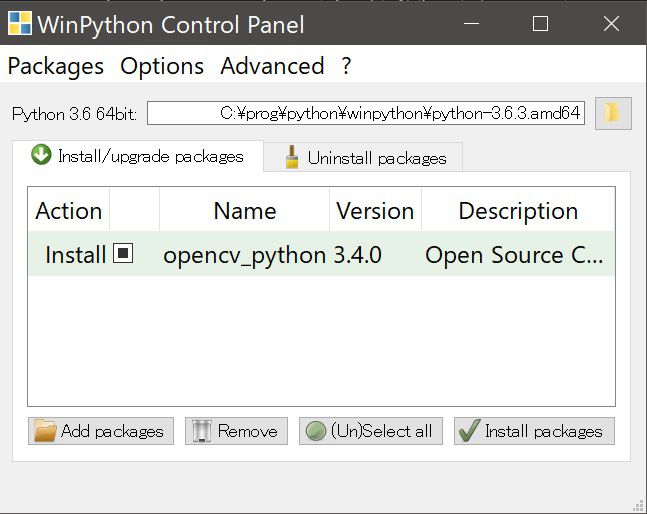 WinPython Control Panel
Packages Options Advanced ?
Python 3.6 64bit: C:¥prog¥python¥winpython¥python-3.6.3.amd64
Install/upgrade packages Uninstall packages
Action Name Version Description
Install opencv_python 3.4.0 Open Source C...
Add packages Remove (Un)Select all Install packages